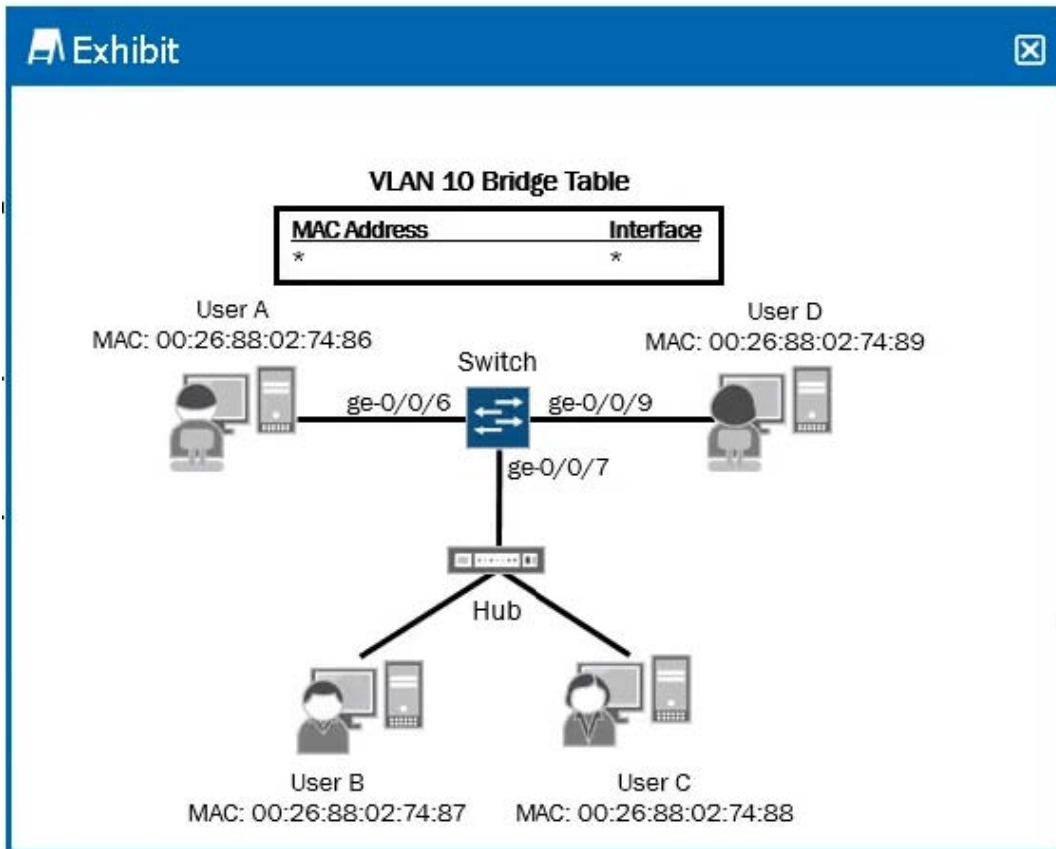 Exhibit
VLAN 10 Bridge Table
MAC Address Interface
* *
User A
MAC: 00:26:88:02:74:86
User D
MAC: 00:26:88:02:74:89
Switch
ge-0/0/6
ge-0/0/9
ge-0/0/7
Hub
User B
MAC: 00:26:88:02:74:87
User C
MAC: 00:26:88:02:74:88